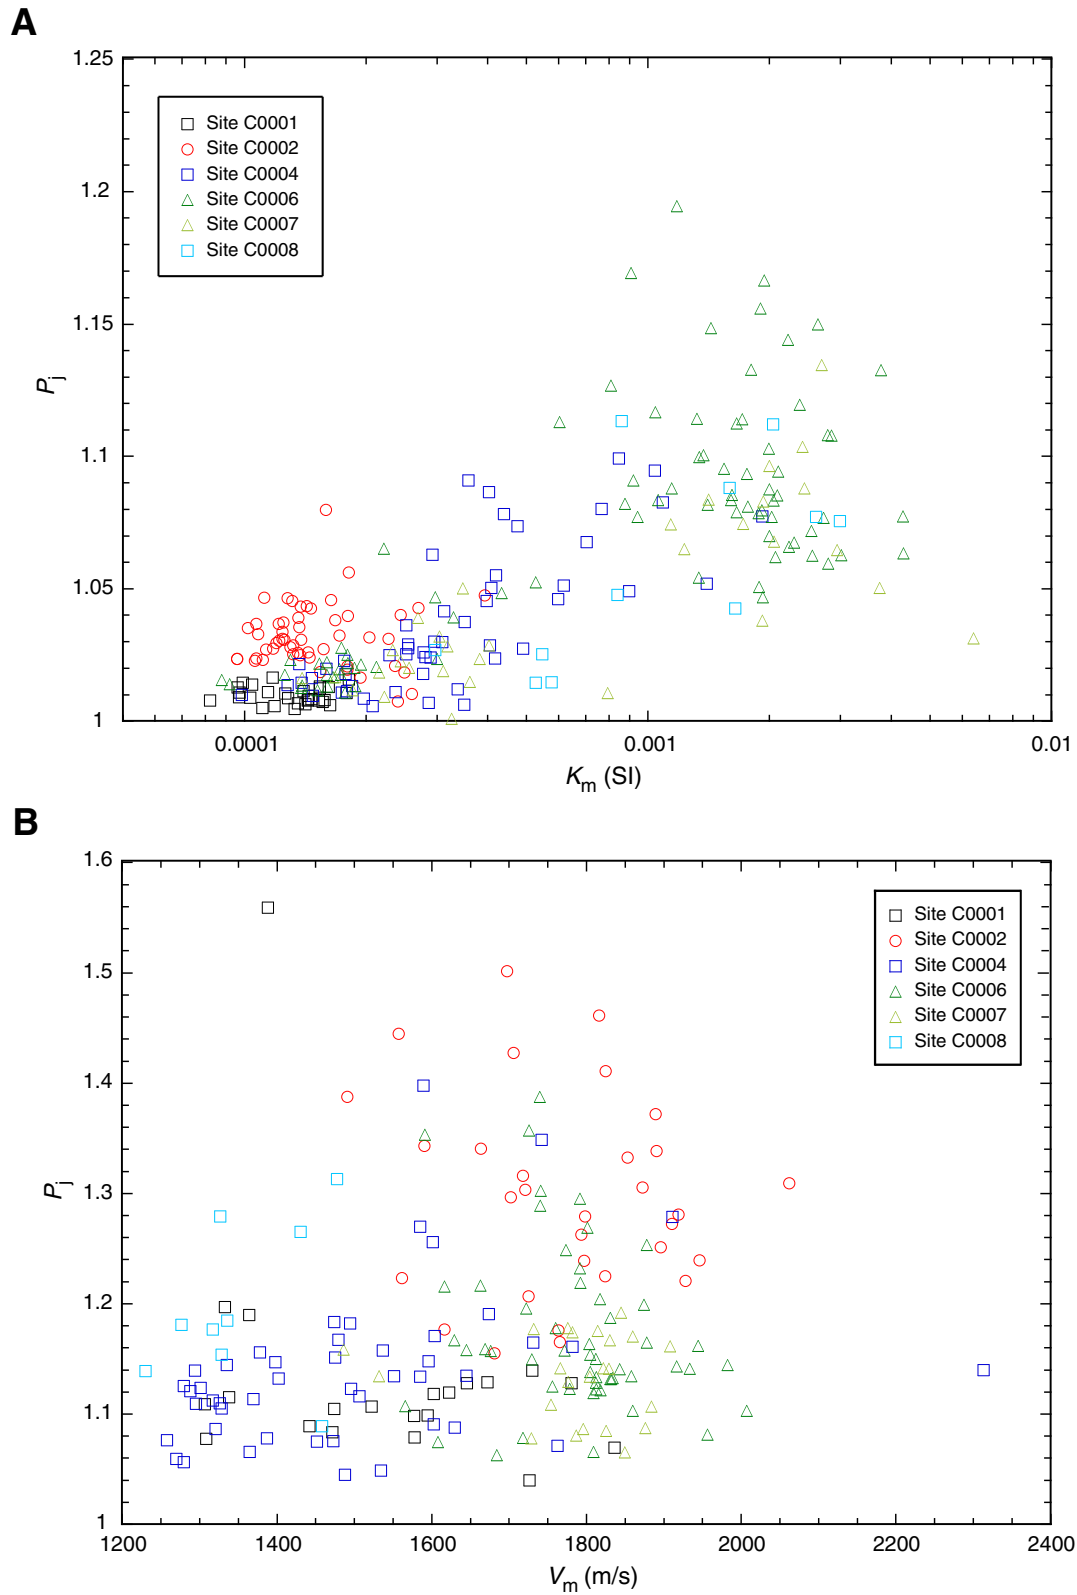 A
1.25
1.2
1.15
1.1
1.05
1
Pj
Site C0001
Site C0002
Site C0004
Site C0006
Site C0007
Site C0008
0.0001
0.001
0.01
Km (SI)
B
1.6
1.5
1.4
1.3
1.2
1.1
1
Pj
Site C0001
Site C0002
Site C0004
Site C0006
Site C0007
Site C0008
1200
1400
1600
1800
2000
2200
2400
Vm (m/s)